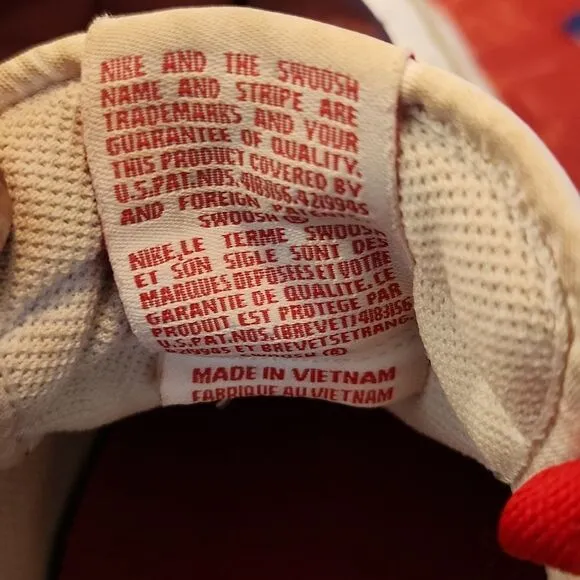 NIKE AND THE SWOOSH
NAME AND STRIPE ARE
TRADEMARKS AND YOUR
GUARANTEE OF QUALITY.
THIS PRODUCT COVERED BY
U.S.PAT.NOS.4183156.4219945
AND FOREIGN PATENTS
SWOOSH ®
NIKE,LE TERME SWOOSH
ET SON SIGLE SONT DES
MARQUES DEPOSEES ET VOTRE
GARANTIE DE QUALITE. CE
PRODUIT EST PROTEGE PAR
U.S.PAT.NOS.(BREVET)4183156
4219945 ET BREVETS ETRANG
SWOOSH ®
MADE IN VIETNAM
FABRIQUE AU VIETNAM